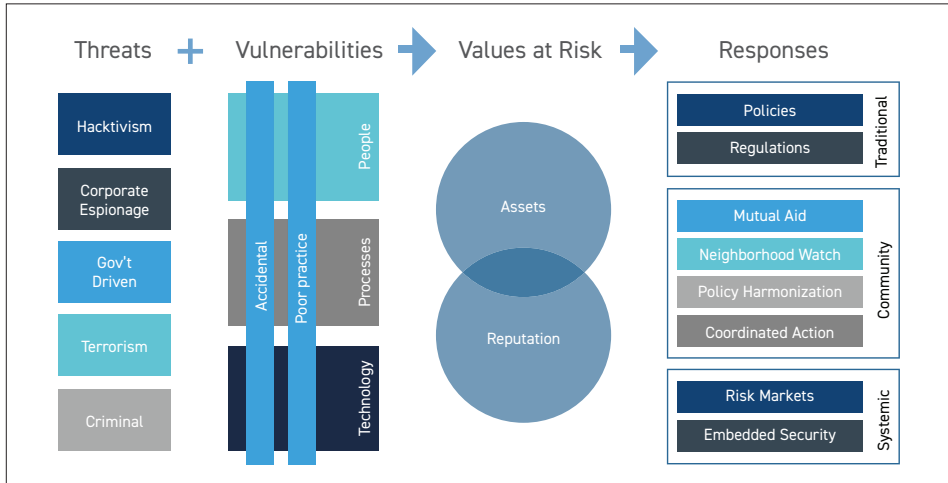 Threats + Vulnerabilities Values at Risk Responses
Hacktivism
Corporate
Espionage
Gov't
Driven
Terrorism
Criminal
Accidental
Poor practice
People
Processes
Technology
Assets
Reputation
Policies
Regulations
Traditional
Mutual Aid
Neighborhood Watch
Policy Harmonization
Coordinated Action
Community
Risk Markets
Embedded Security
Systemic